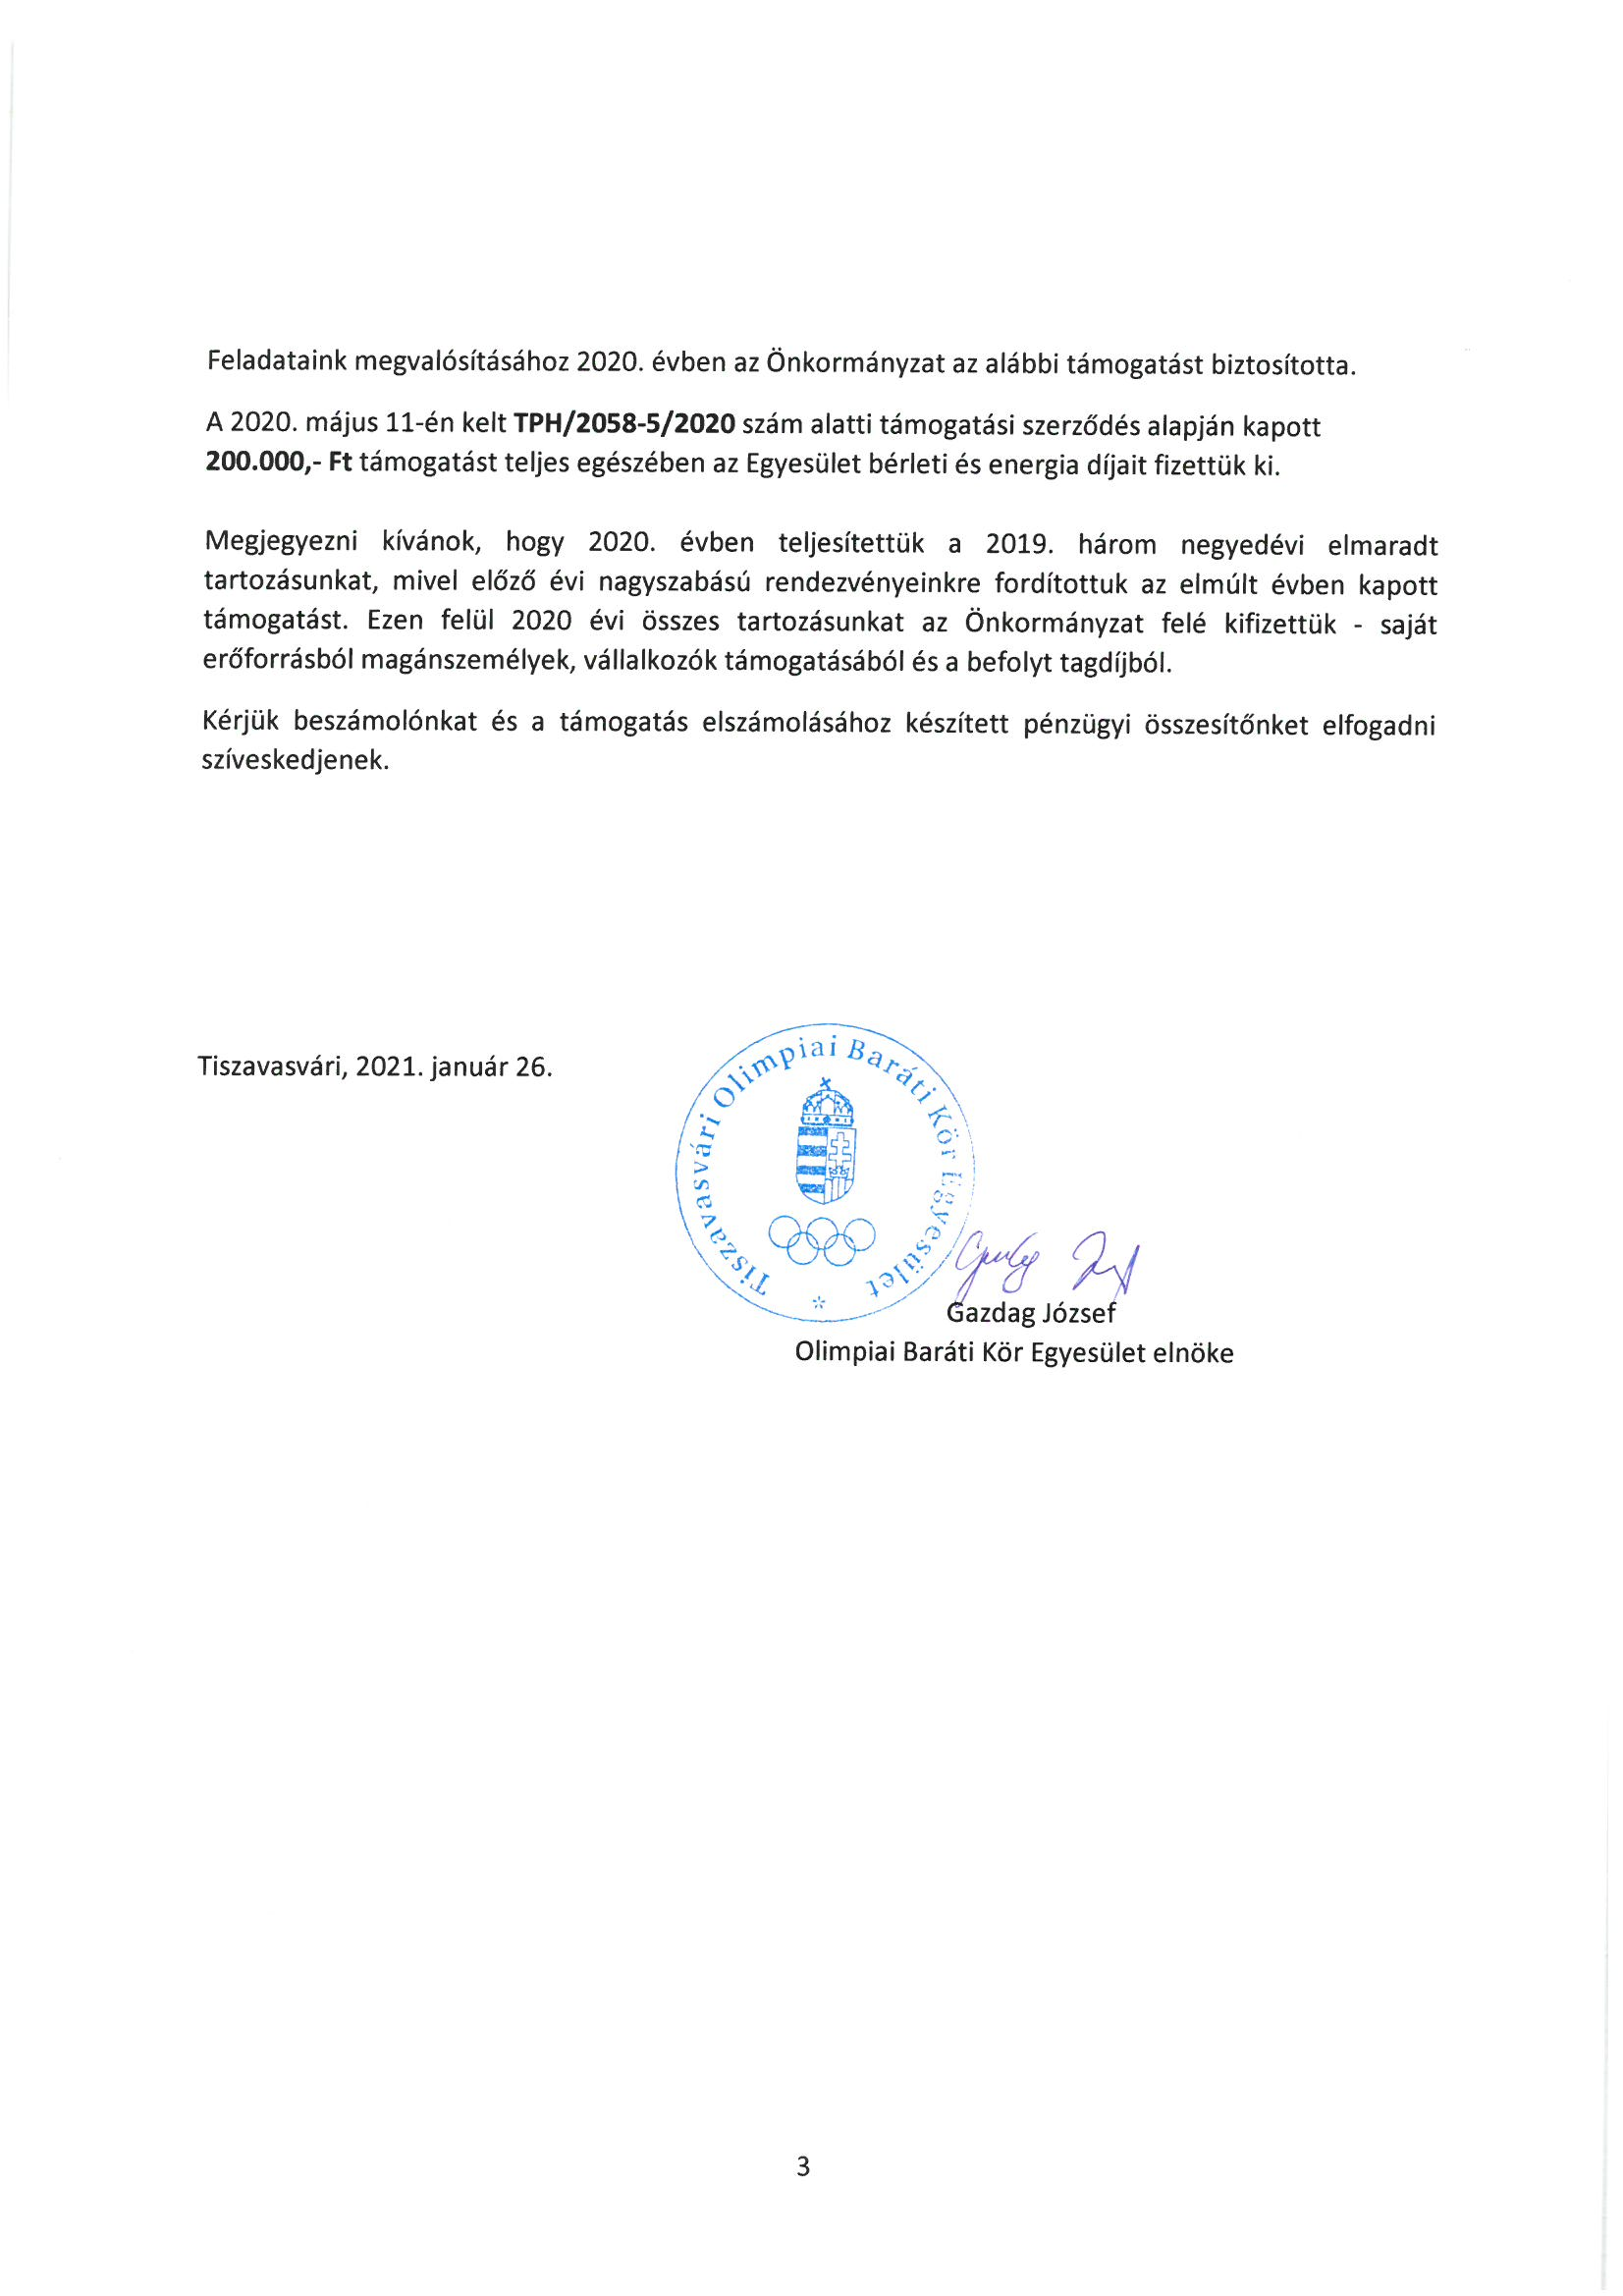 Feladataink megvalósításához 2020. évben az Önkormányzat az alábbi támogatást biztosította.
A 2020. május 11-én kelt TPH/2058-5/2020 szám alatti támogatási szerződés alapján kapott
200.000,- Ft támogatást teljes egészében az Egyesület bérleti és energia díjait fizettük ki.
Megjegyezni kívánok, hogy 2020. évben teljesítettük a 2019. három negyedévi elmaradt
tartozásunkat, mivel előző évi nagyszabású rendezvényeinkre fordítottuk az elmúlt évben kapott
támogatást. Ezen felül 2020 évi összes tartozásunkat az Önkormányzat felé kifizettük - saját
erőforrásból magánszemélyek, vállalkozók támogatásából és a befolyt tagdíjból.
Kérjük beszámolónkat és a támogatás elszámolásához készített pénzügyi összesítőnket elfogadni
szíveskedjenek.
Tiszavasvári, 2021. január 26.
Tiszavasvári Olimpiai Baráti Kör Egyesület
Gazdag József
Olimpiai Baráti Kör Egyesület elnöke
3